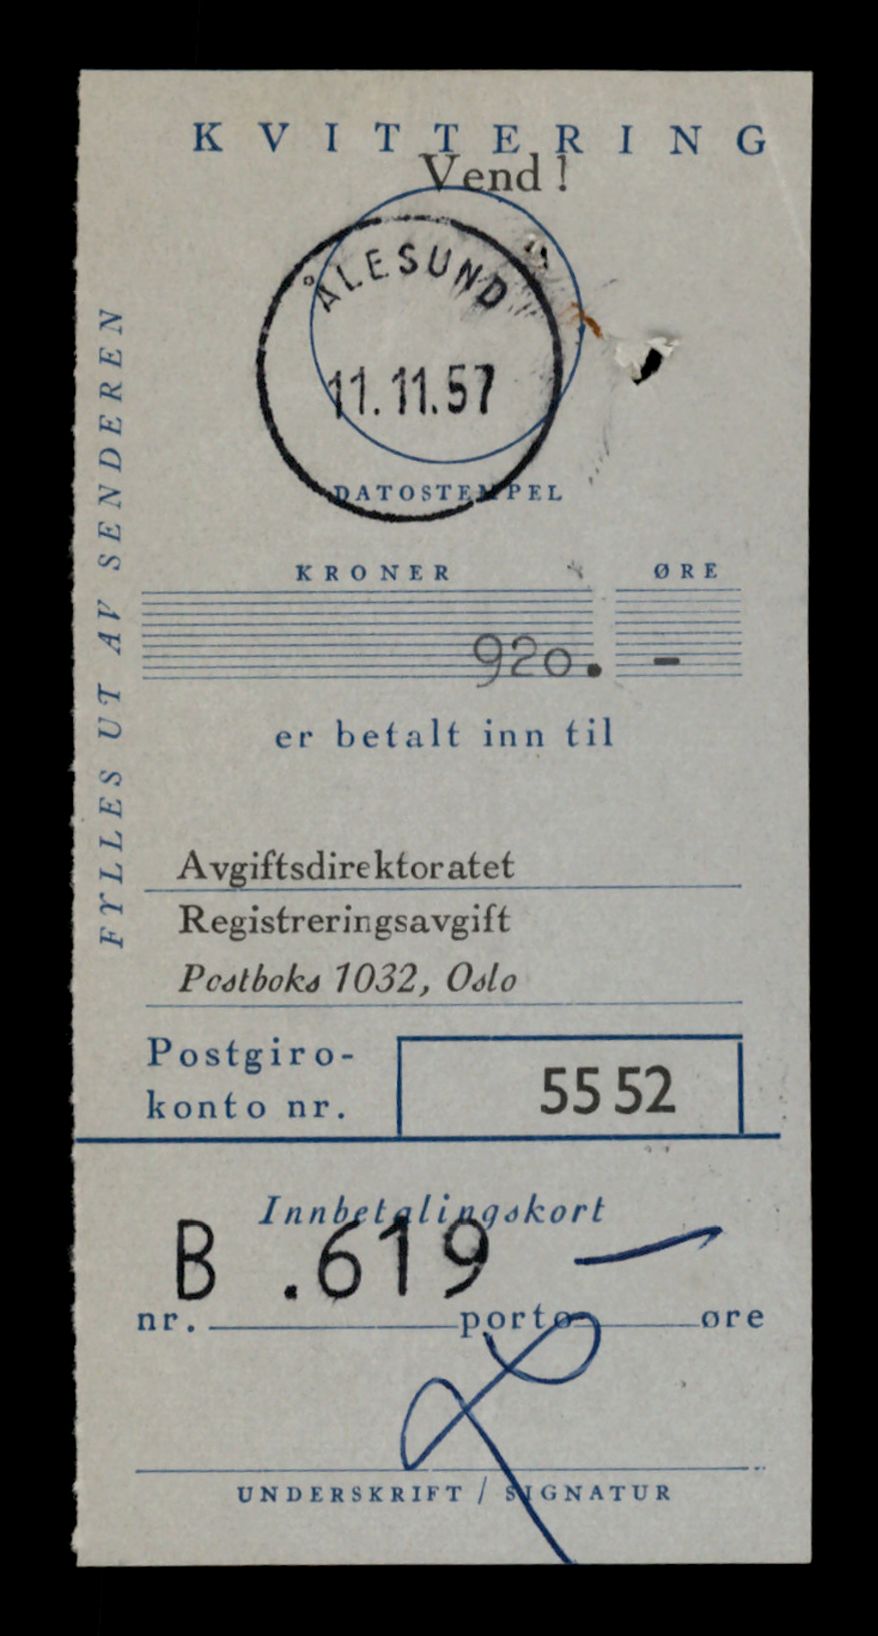 KVITTERING
Vend!
ÅLESUND
11.11.57
DATOSTEMPEL
FYLLES UT AV SENDEREN
KRONER ØRE
920. -
er betalt inn til
Avgiftsdirektoratet
Registreringsavgift
Postboks 1032, Oslo
Postgiro-
konto nr. 5552
Innbetalingskort
B .619 —
nr. porto øre
UNDERSKRIFT / SIGNATUR